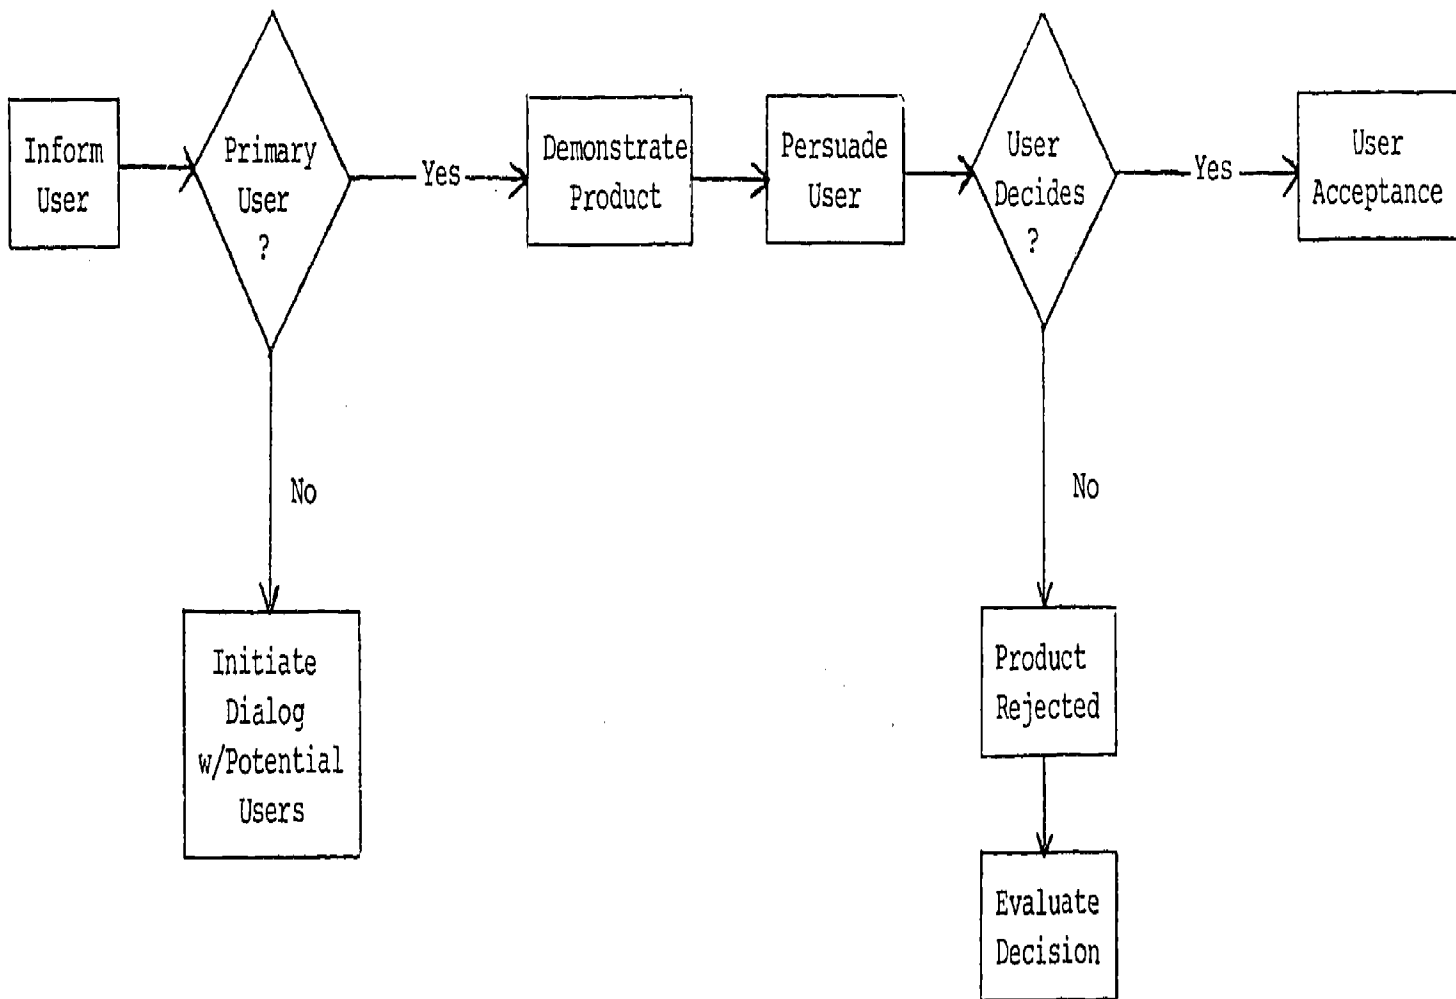 Inform
User
Primary
User
?
Yes
Demonstrate
Product
Persuade
User
User
Decides
?
Yes
User
Acceptance
No
No
Initiate
Dialog
w/Potential
Users
Product
Rejected
Evaluate
Decision